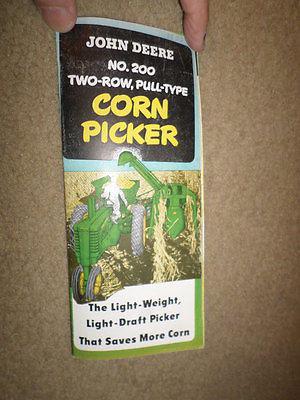 JOHN DEERE
NO. 200
TWO-ROW, PULL-TYPE
CORN
PICKER
The Light-Weight,
Light-Draft Picker
That Saves More Corn